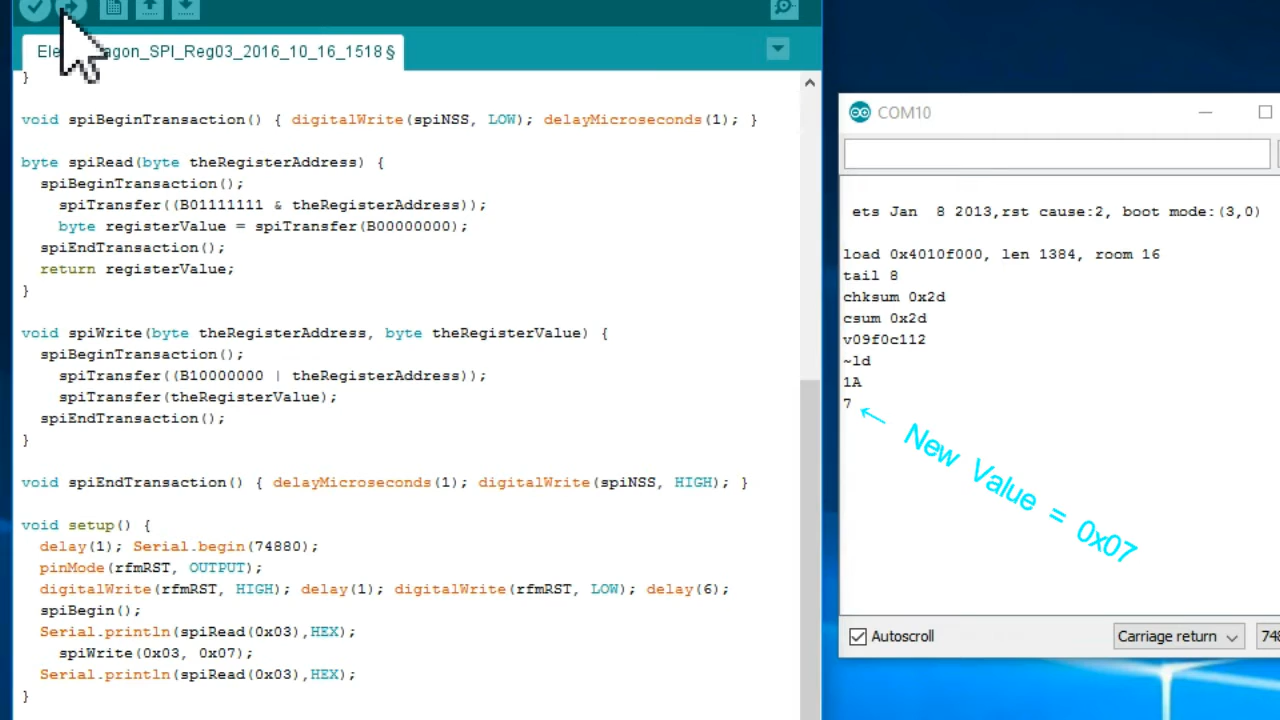 agon_SPI_Reg03_2016_10_16_1518 §
}
void spiBeginTransaction() { digitalWrite(spiNSS, LOW); delayMicroseconds(1); }
byte spiRead(byte theRegisterAddress) {
spiBeginTransaction();
spiTransfer((B01111111 & theRegisterAddress));
byte registerValue = spiTransfer(B00000000);
spiEndTransaction();
return registerValue;
}
void spiWrite(byte theRegisterAddress, byte theRegisterValue) {
spiBeginTransaction();
spiTransfer((B10000000 | theRegisterAddress));
spiTransfer(theRegisterValue);
spiEndTransaction();
}
void spiEndTransaction() { delayMicroseconds(1); digitalWrite(spiNSS, HIGH); }
void setup() {
delay(1); Serial.begin(74880);
pinMode(rfmRST, OUTPUT);
digitalWrite(rfmRST, HIGH); delay(1); digitalWrite(rfmRST, LOW); delay(6);
spiBegin();
Serial.println(spiRead(0x03),HEX);
spiWrite(0x03, 0x07);
Serial.println(spiRead(0x03),HEX);
}
COM10
ets Jan  8 2013,rst cause:2, boot mode:(3,0)
load 0x4010f000, len 1384, room 16
tail 8
chksum 0x2d
csum 0x2d
v09f0c112
~ld
1A
7
← New Value = 0x07
Autoscroll
Carriage return